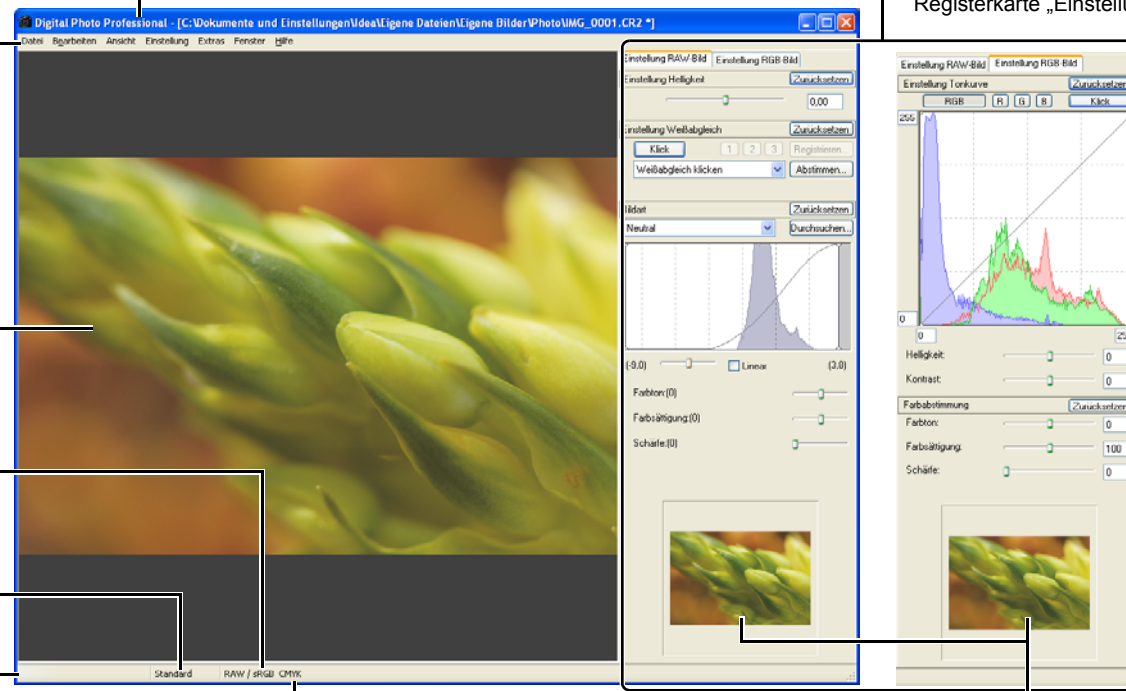 Registerkarte „Einstell
Digital Photo Professional - [C:\Dokumente und Einstellungen\Idea\Eigene Dateien\Eigene Bilder\Photo\IMG_0001.CR2 *]
Datei Bearbeiten Ansicht Einstellung Extras Fenster Hilfe
Einstellung RAW-Bild Einstellung RGB-Bild
Einstellung Helligkeit Zurücksetzen
0,00
Einstellung Weißabgleich Zurücksetzen
Klick 1 2 3 Registrieren...
Weißabgleich klicken Abstimmen...
Bildart Zurücksetzen
Neutral Durchsuchen...
(-9,0) Linear (3,0)
Farbton:(0)
Farbsättigung:(0)
Schärfe:(0)
Einstellung RAW-Bild Einstellung RGB-Bild
Einstellung Tonkurve Zurücksetzen
RGB R G B Klick
255
0
0 25
Helligkeit: 0
Kontrast: 0
Farbabstimmung Zurücksetzen
Farbton: 0
Farbsättigung: 100
Schärfe: 0
Standard RAW / sRGB CMYK